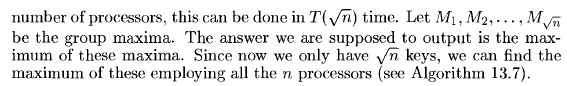 number of processors, this can be done in T(√n) time. Let M₁, M₂, . . . , M√n
be the group maxima. The answer we are supposed to output is the max-
imum of these maxima. Since now we only have √n keys, we can find the
maximum of these employing all the n processors (see Algorithm 13.7).